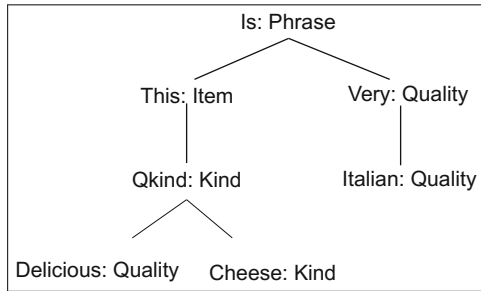 Is: Phrase
This: Item
Very: Quality
Qkind: Kind
Italian: Quality
Delicious: Quality
Cheese: Kind